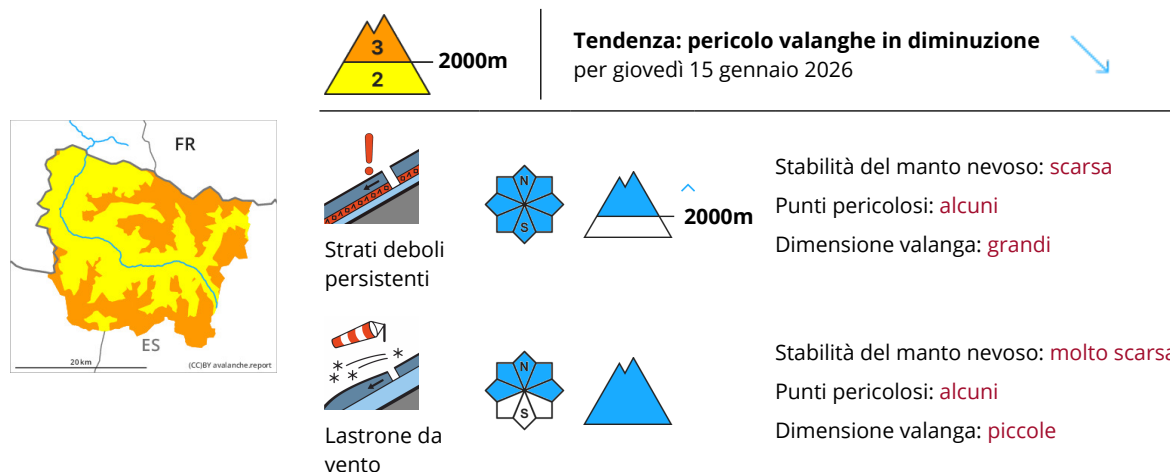 3
2
2000m
Tendenza: pericolo valanghe in diminuzione
per giovedì 15 gennaio 2026
FR
ES
20 km
(CC)BY avalanche.report
Strati deboli
persistenti
N
S
2000m
Stabilità del manto nevoso: scarsa
Punti pericolosi: alcuni
Dimensione valanga: grandi
Lastrone da
vento
N
S
Stabilità del manto nevoso: molto scarsa
Punti pericolosi: alcuni
Dimensione valanga: piccole